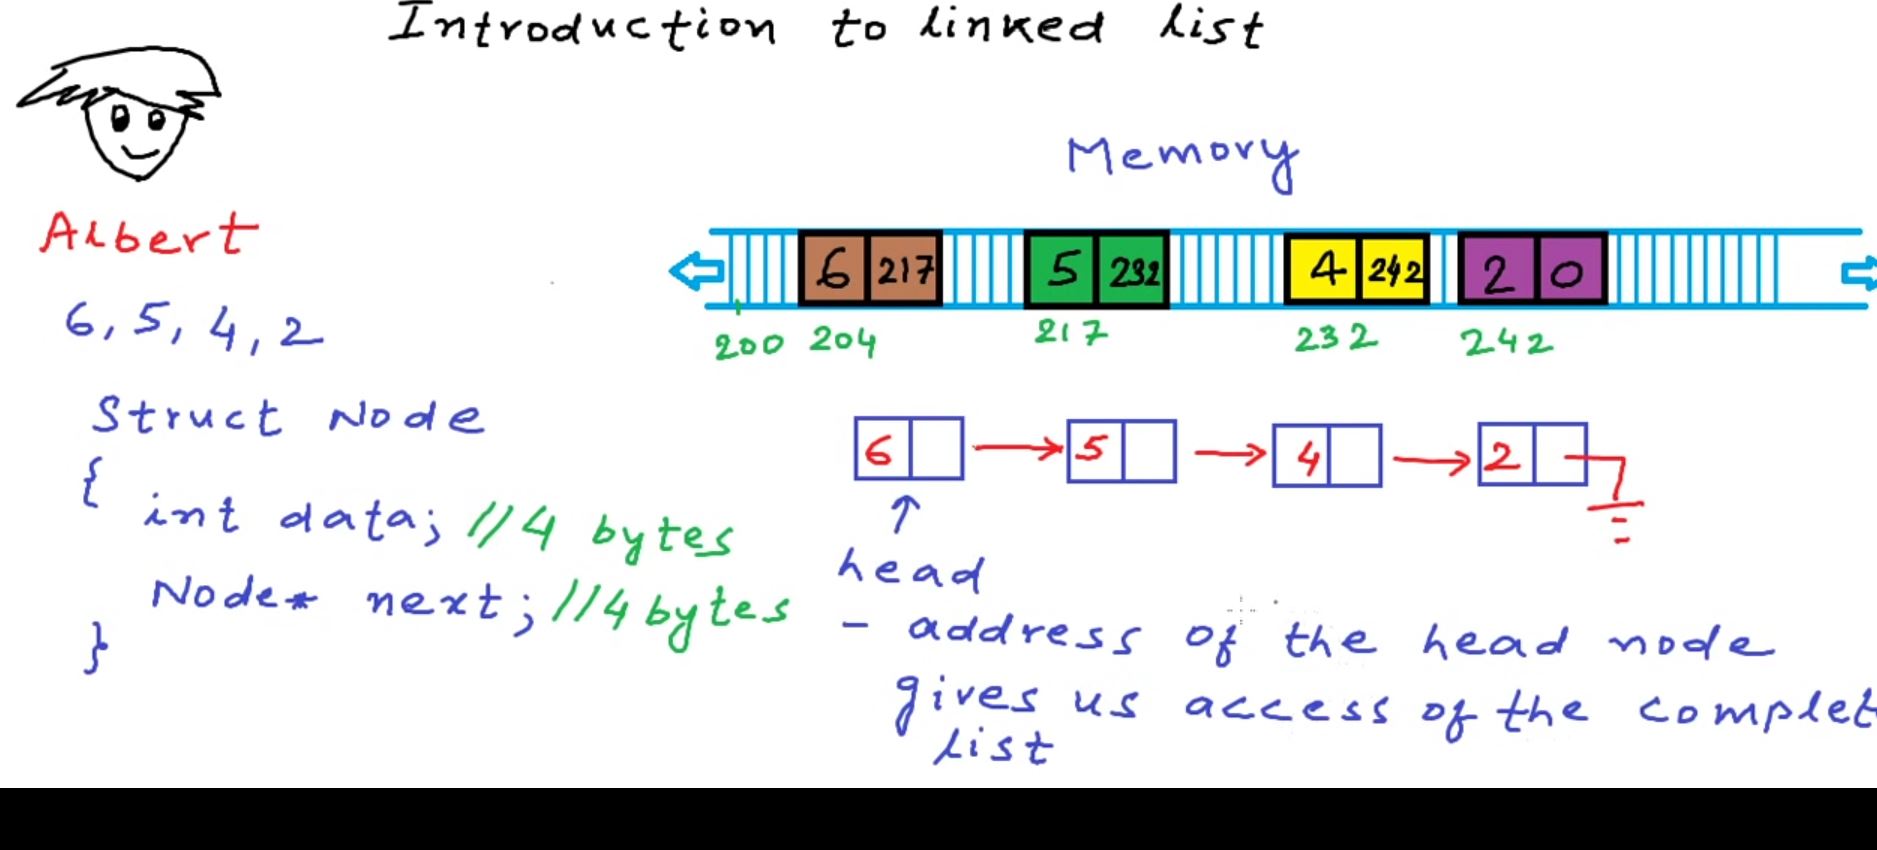 Introduction to linked list
Albert
6, 5, 4, 2
Struct Node
{
int data; //4 bytes
Node* next; //4 bytes
}
Memory
6 217 5 232 4 242 2 0
200 204 217 232 242
6 5 4 2
head
- address of the head node
gives us access of the complet
list